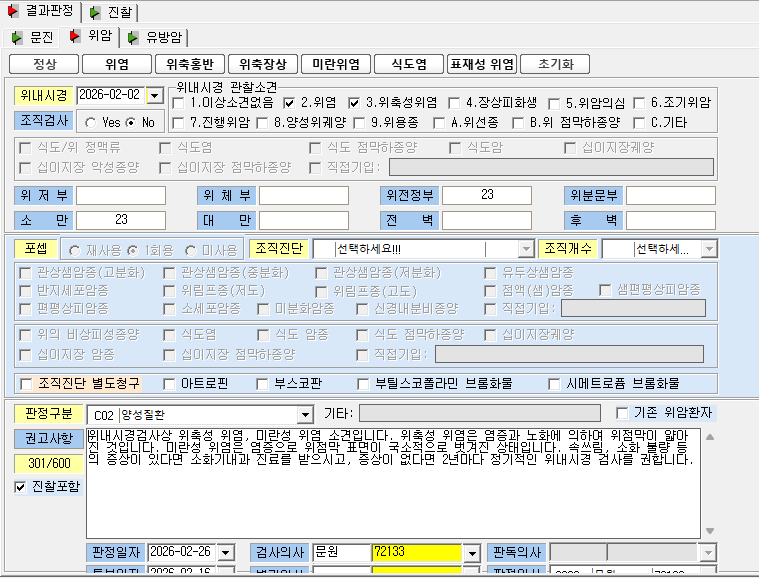 결과판정 진찰
문진 위암 유방암
정상 위염 위축홍반 위축장상 미란위염 식도염 표재성 위염 초기화
위내시경 2026-02-02 위내시경 관찰소견
1.이상소견없음 2.위염 3.위축성위염 4.장상피화생 5.위암의심 6.조기위암
조직검사 Yes No 7.진행위암 8.양성위궤양 9.위용종 A.위선종 B.위 점막하종양 C.기타
식도/위 정맥류 식도염 식도 점막하종양 식도암 십이지장궤양
십이지장 악성종양 십이지장 점막하종양 직접기입:
위 저 부 위 체 부 위전정부 23 위분문부
소 만 23 대 만 전 벽 후 벽
포셉 재사용 1회용 미사용 조직진단 선택하세요!!! 조직개수 선택하세...
관상샘암종(고분화) 관상샘암종(중분화) 관상샘암종(저분화) 유두상샘암종
반지세포암종 위림프종(저도) 위림프종(고도) 점액(샘)암종 샘편평상피암종
편평상피암종 소세포암종 미분화암종 신경내분비종양 직접기입:
위의 비상피성종양 식도염 식도 암종 식도 점막하종양 십이지장궤양
십이지장 암종 십이지장 점막하종양 직접기입:
조직진단 별도청구 아트로핀 부스코판 부틸스코폴라민 브롬화물 시메트로퓸 브롬화물
판정구분 C02 양성질환 기타: 기존 위암환자
권고사항 위내시경검사상 위축성 위염, 미란성 위염 소견입니다. 위축성 위염은 염증과 노화에 의하여 위점막이 얇아
진 것입니다. 미란성 위염은 염증으로 위점막 표면이 국소적으로 벗겨진 상태입니다. 속쓰림, 소화 불량 등
301/600 의 증상이 있다면 소화기내과 진료를 받으시고, 증상이 없다면 2년마다 정기적인 위내시경 검사를 권합니다.
진찰포함
판정일자 2026-02-26 검사의사 문원 72133 판독의사